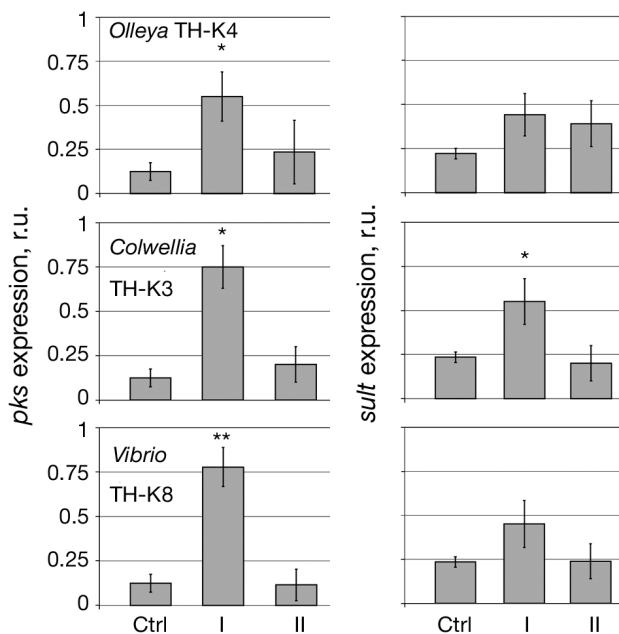 1
Olleya TH-K4
*
0.75
0.5
0.25
0
1
Colwellia
*
0.75
TH-K3
0.5
0.25
0
*
1
Vibrio
**
0.75
TH-K8
0.5
0.25
0
Ctrl I II
Ctrl I II
pks expression, r.u.
sult expression, r.u.